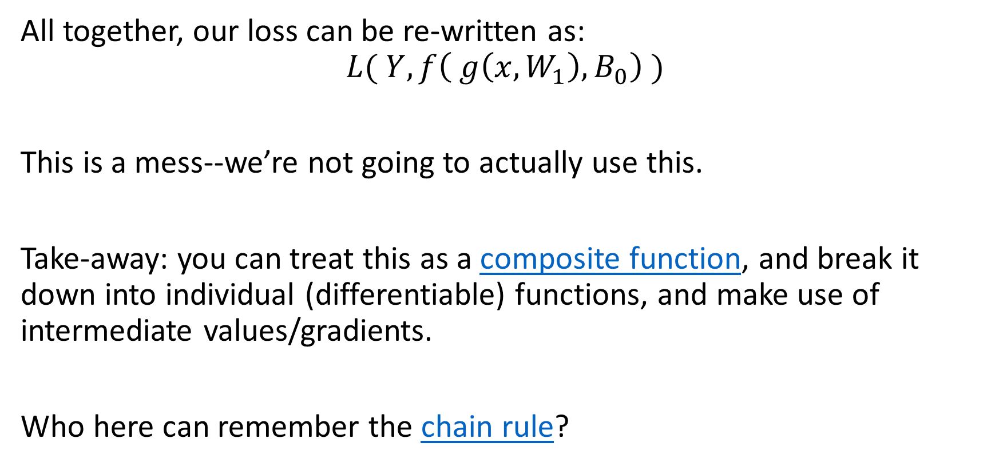 All together, our loss can be re-written as:
L( Y, f( g(x, W₁), B₀) )
This is a mess--we’re not going to actually use this.
Take-away: you can treat this as a composite function, and break it
down into individual (differentiable) functions, and make use of
intermediate values/gradients.
Who here can remember the chain rule?